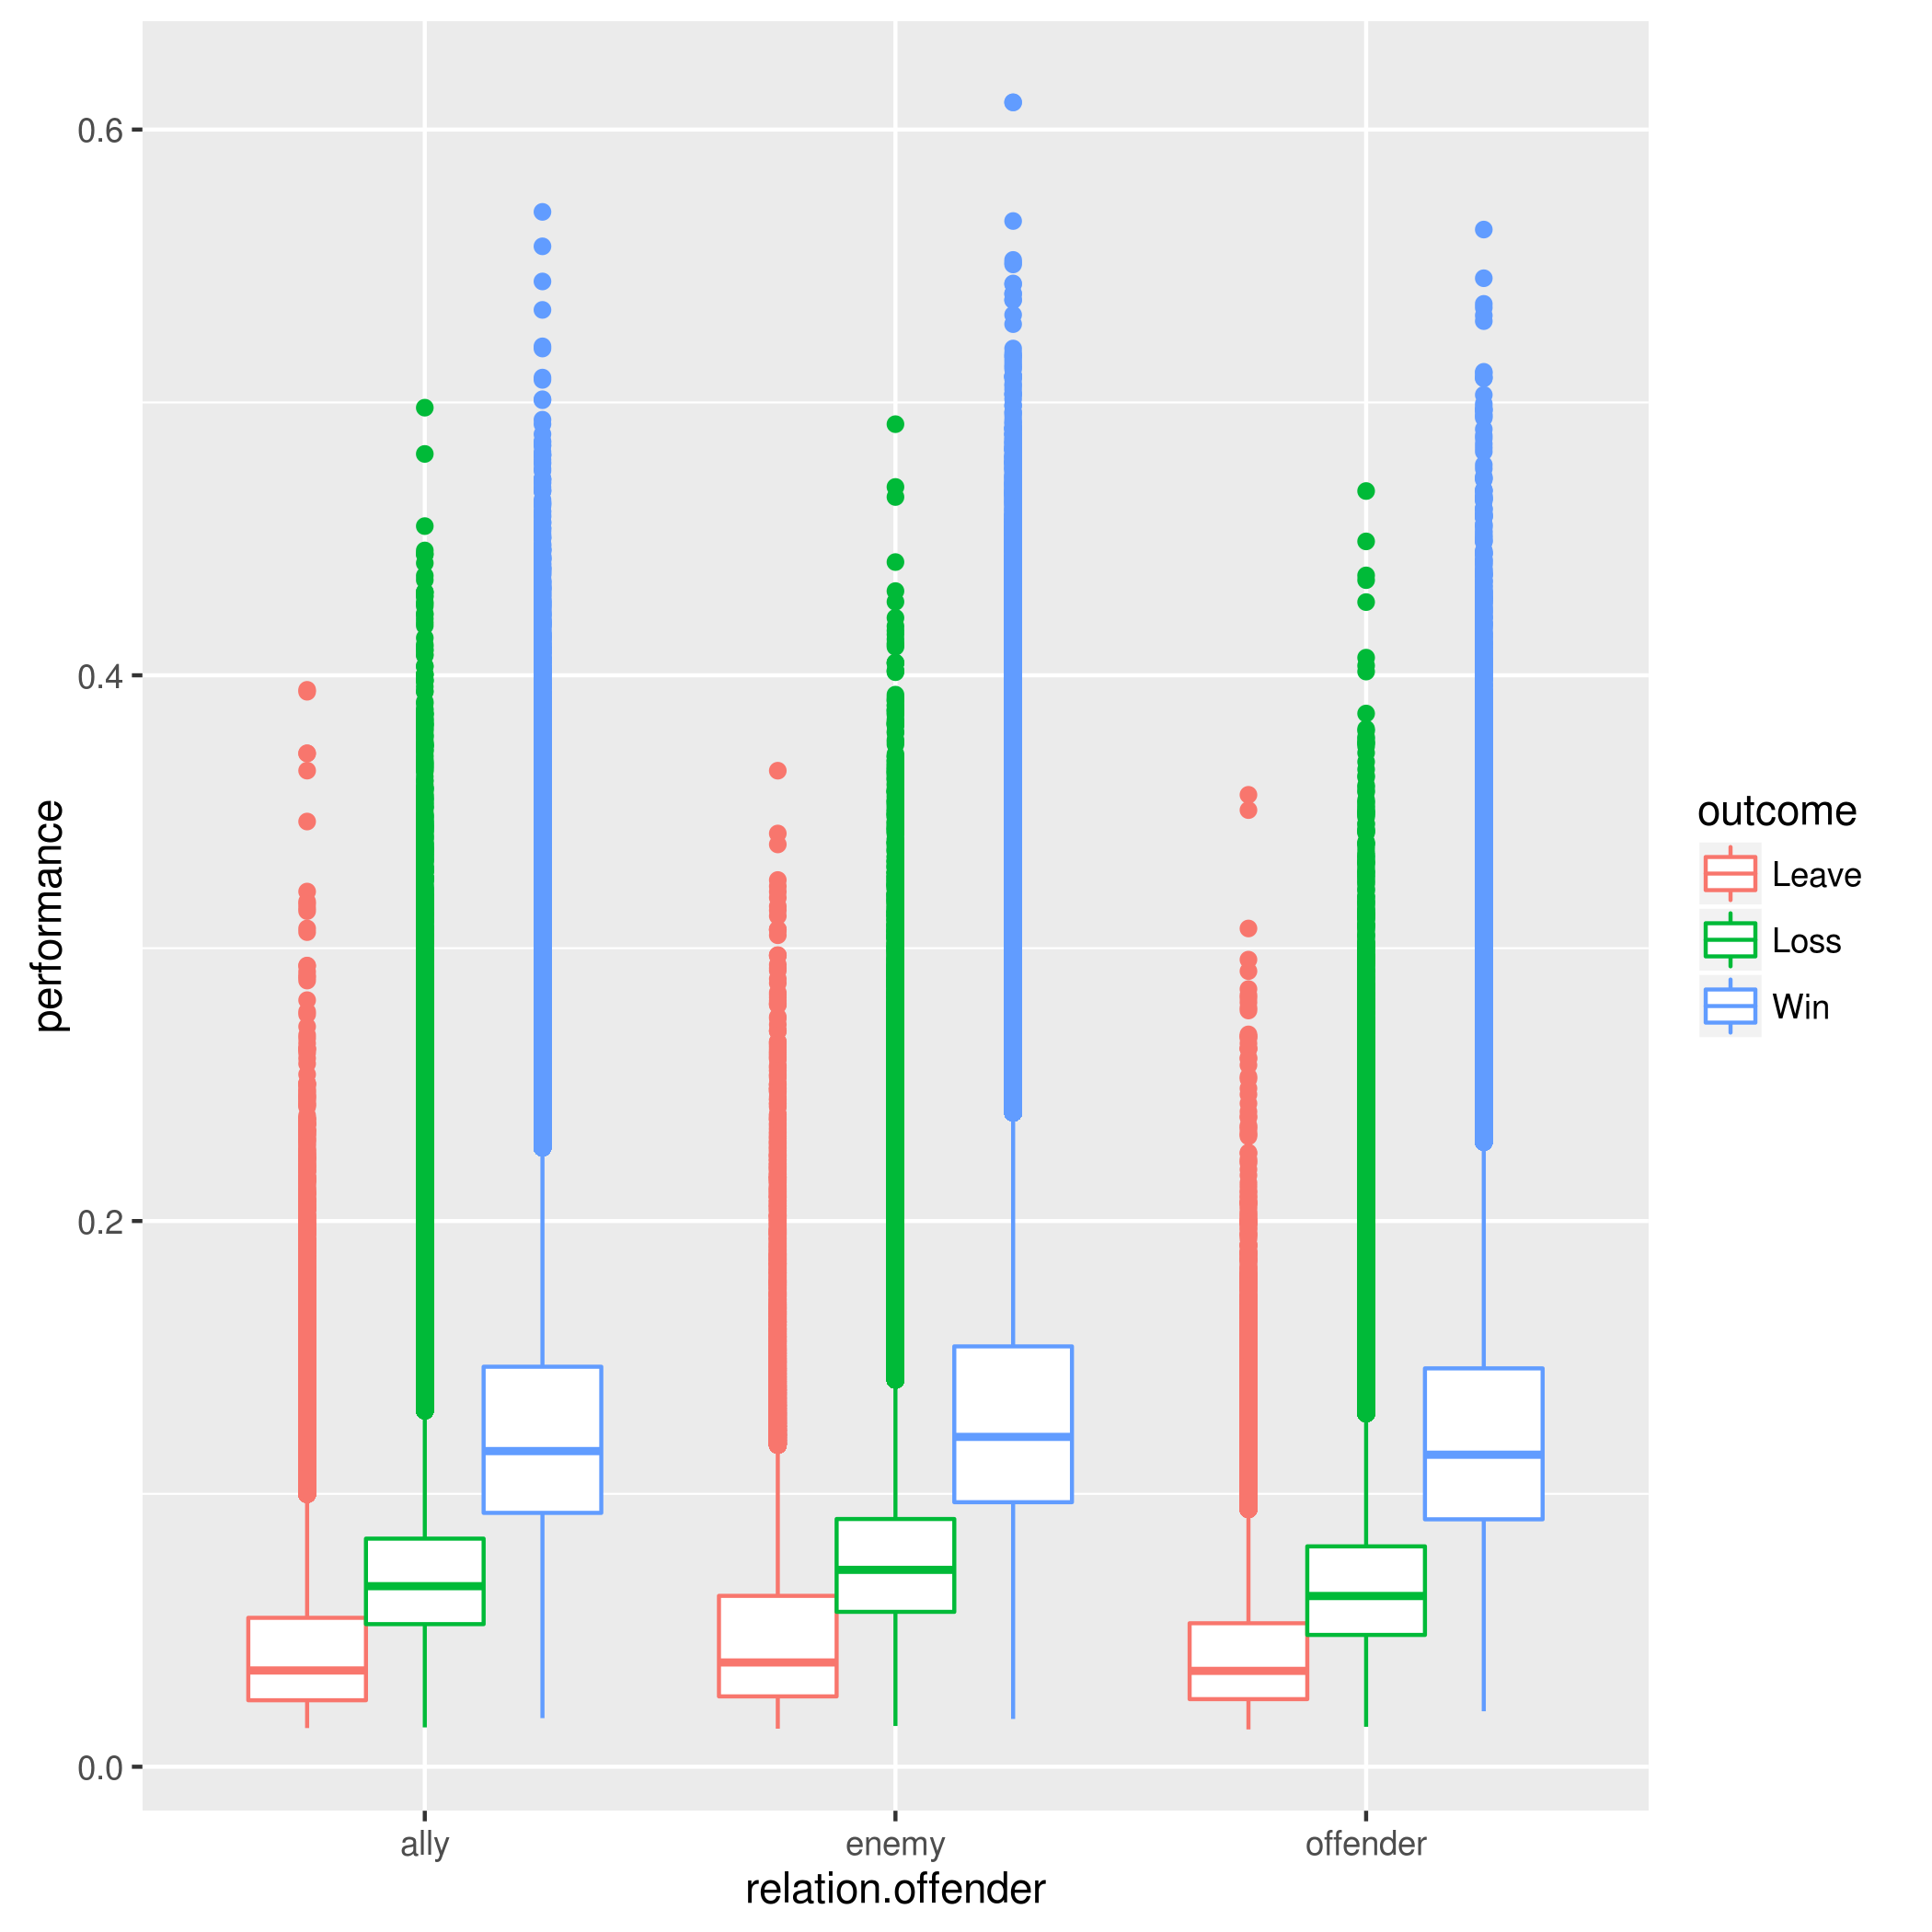 performance
0.6
0.4
0.2
0.0
ally
enemy
offender
relation.offender
outcome
Leave
Loss
Win